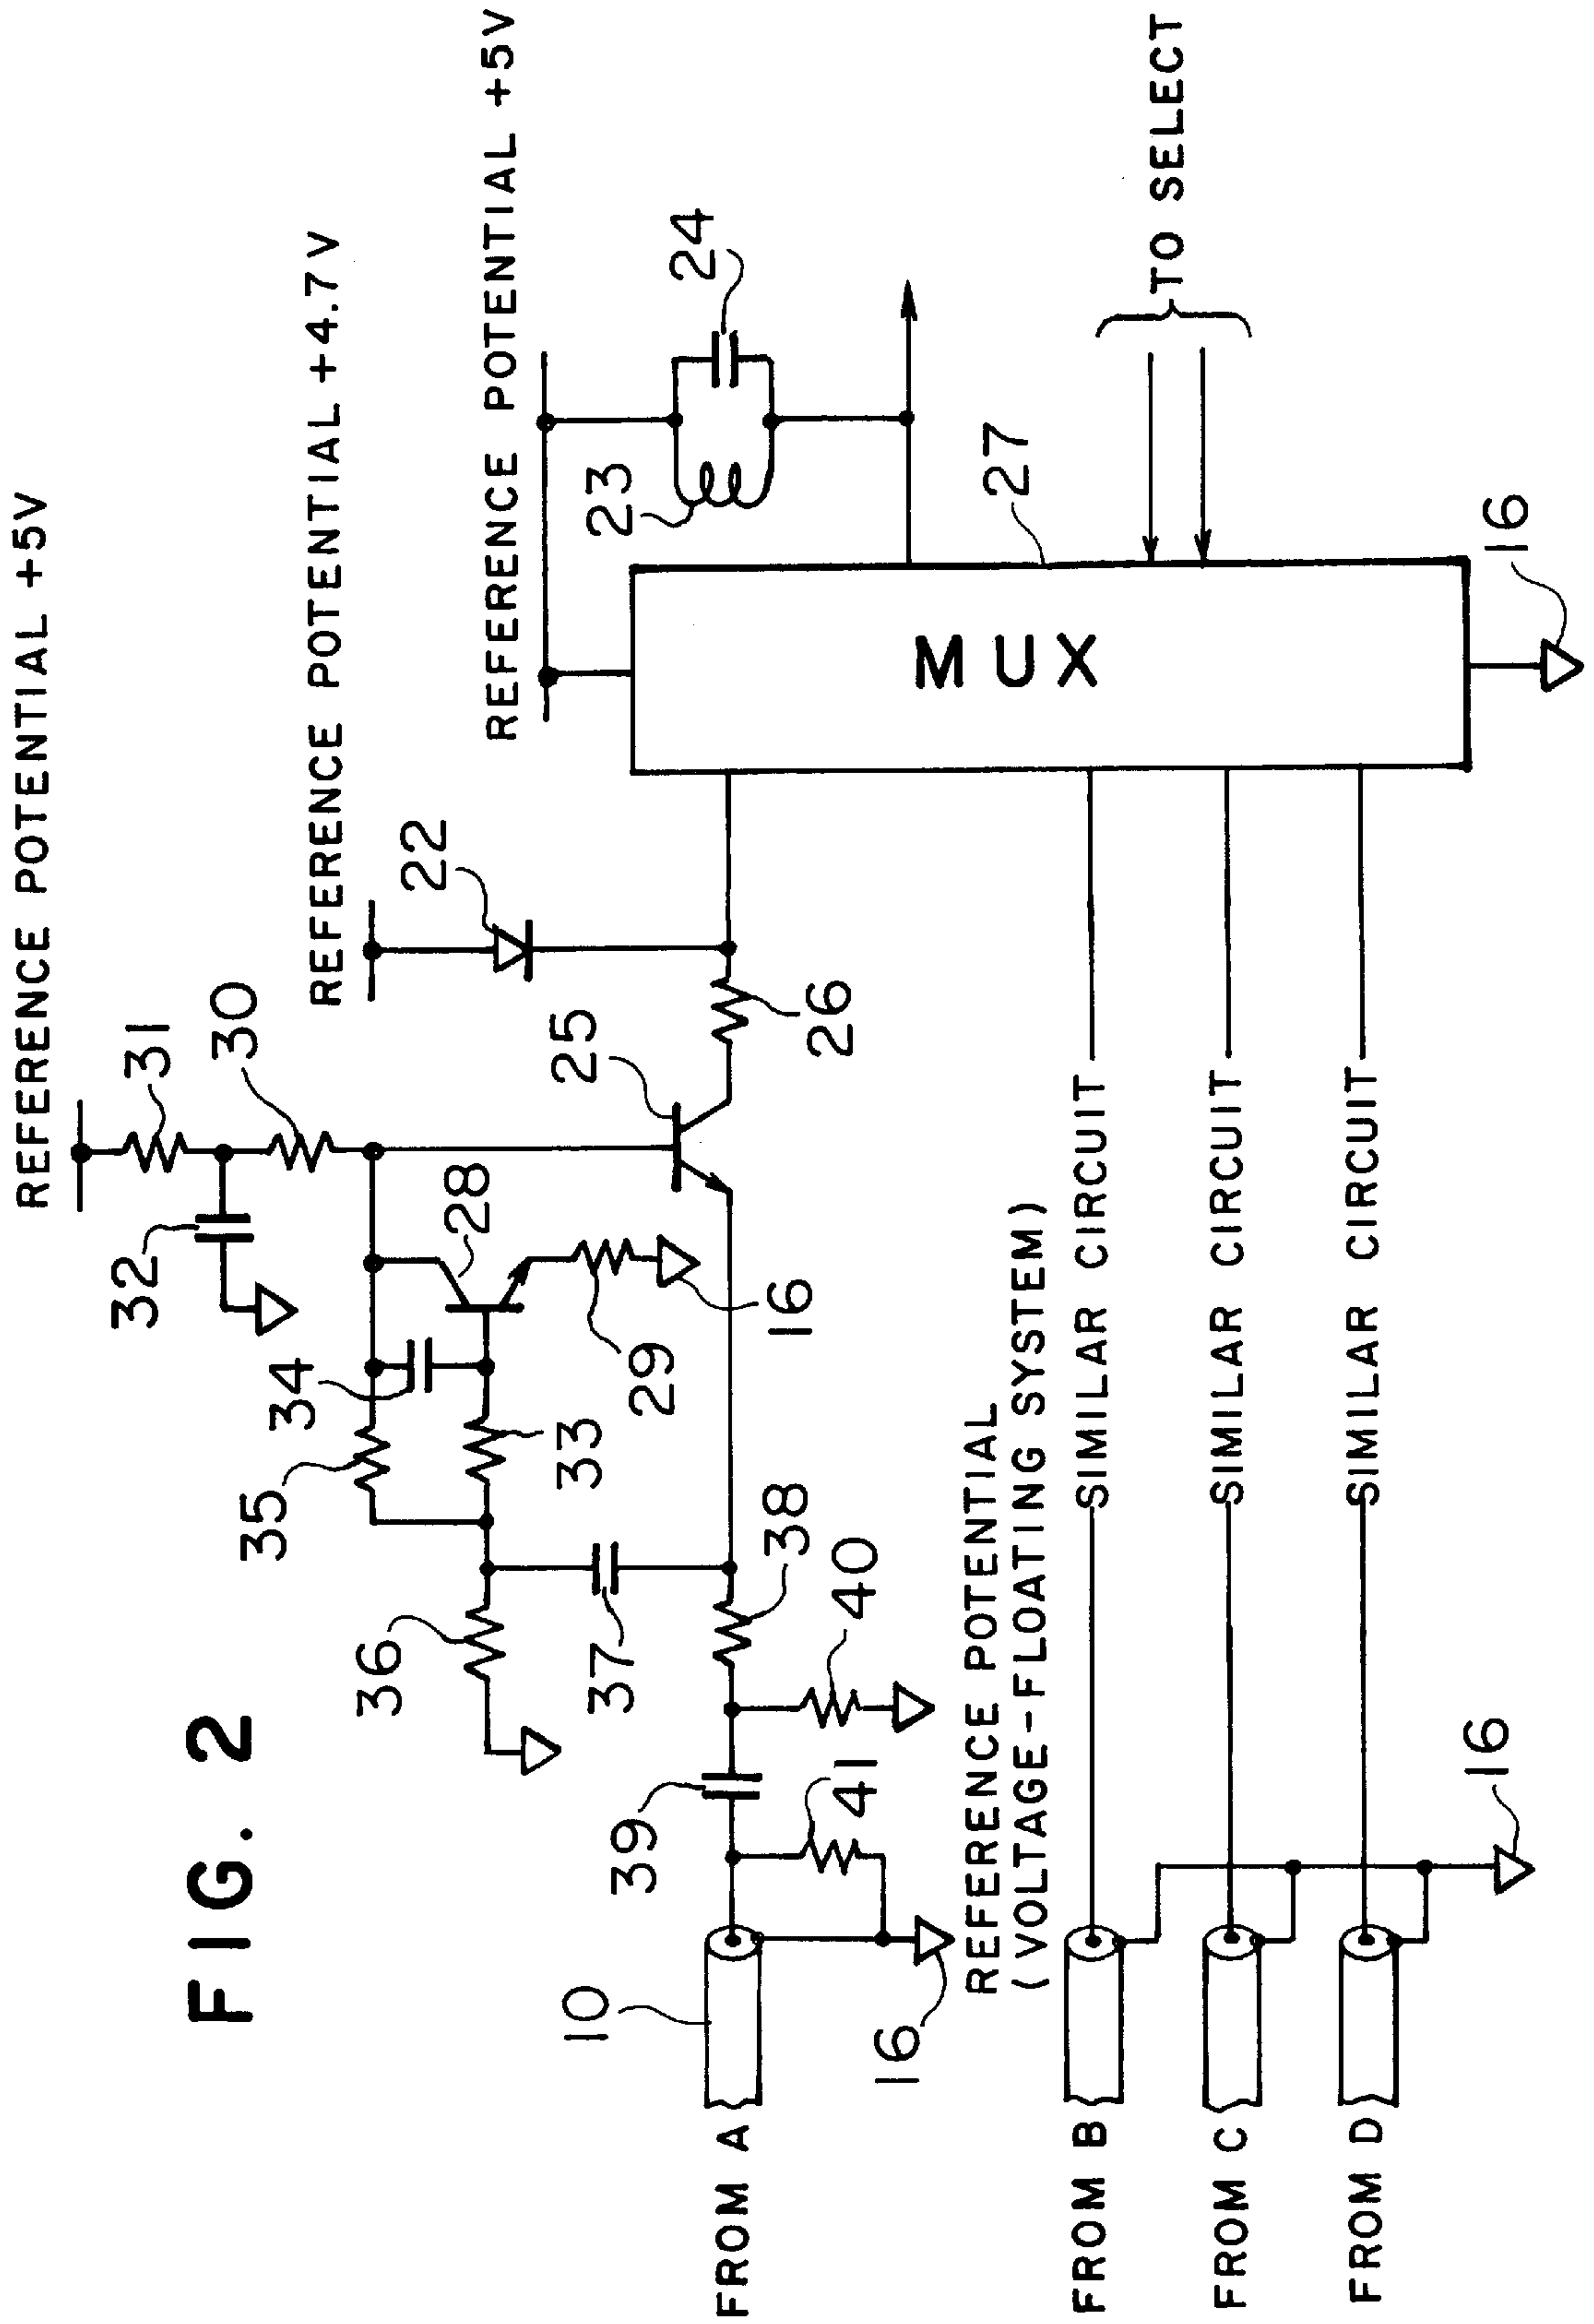 FIG. 2
REFERENCE POTENTIAL +5V
REFERENCE POTENTIAL +4.7V
REFERENCE POTENTIAL +5V
31
30
32
28
34
35
36
33
29
16
37
25
22
26
24
23
27
MUX
TO SELECT
16
38
39
40
41
10
16
FROM A
REFERENCE POTENTIAL
(VOLTAGE-FLOATING SYSTEM)
FROM B
SIMILAR CIRCUIT
FROM C
SIMILAR CIRCUIT
FROM D
SIMILAR CIRCUIT
16